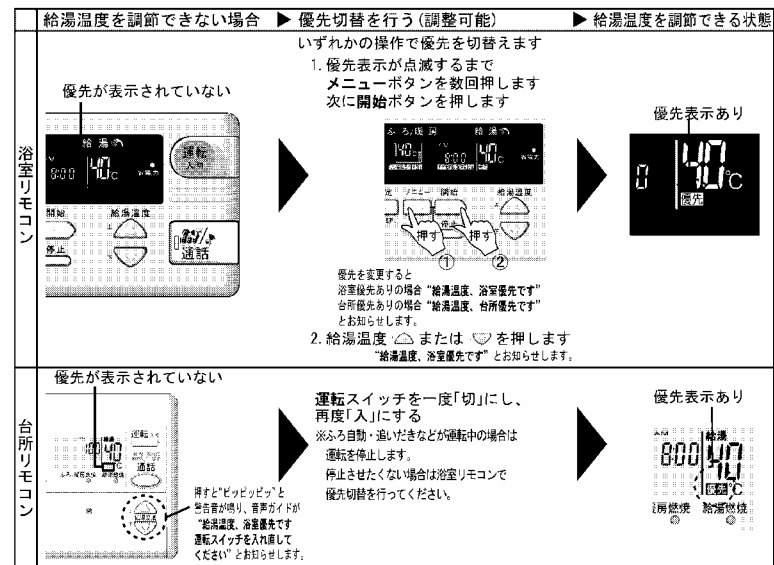 給湯温度を調節できない場合 ▶ 優先切替を行う(調整可能) ▶ 給湯温度を調節できる状態
浴室リモコン
優先が表示されていない
給湯
8:00 40℃
運転
入/切
開始
給湯温度
停止
通話
いずれかの操作で優先を切替えます
1. 優先表示が点滅するまで
メニューボタンを数回押します
次に開始ボタンを押します
ふろ/暖房 給湯
40℃ 8:00 40℃
メニュー 開始 給湯温度
押す 押す
① ②
優先を変更すると
浴室優先ありの場合“給湯温度、浴室優先です”
台所優先ありの場合“給湯温度、台所優先です”
とお知らせします。
2. 給湯温度 △ または ▽ を押します
“給湯温度、浴室優先です”とお知らせします。
優先表示あり
0 40℃
優先
台所リモコン
優先が表示されていない
給湯
40℃
運転
通話
押すと“ピッピッピッ”と
警告音が鳴り、音声ガイドが
“給湯温度、浴室優先です
運転スイッチを入れ直して
ください”とお知らせします。
運転スイッチを一度「切」にし、
再度「入」にする
※ふろ自動・追いだきなどが運転中の場合は
運転を停止します。
停止させたくない場合は浴室リモコンで
優先切替を行ってください。
優先表示あり
給湯
8:00 40℃
優先
暖房燃焼 給湯燃焼